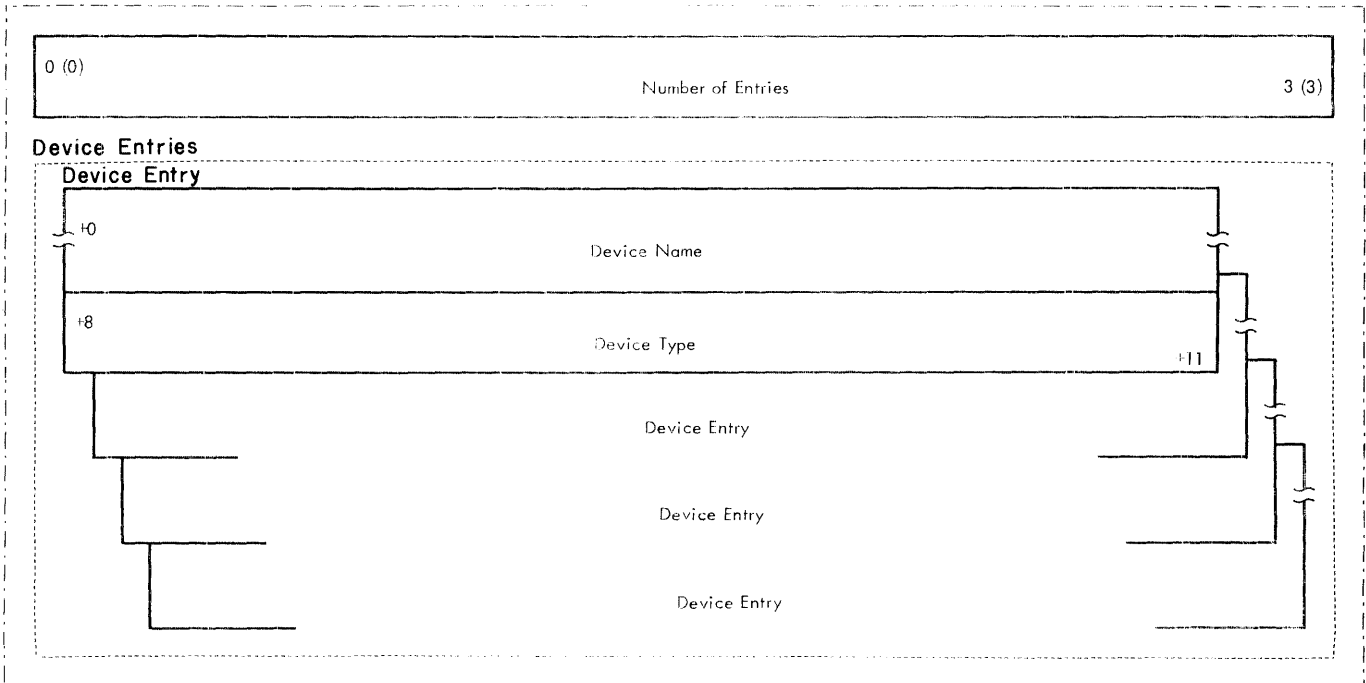 0 (0)
Number of Entries
3 (3)
Device Entries
Device Entry
+0
Device Name
+8
Device Type
+11
Device Entry
Device Entry
Device Entry